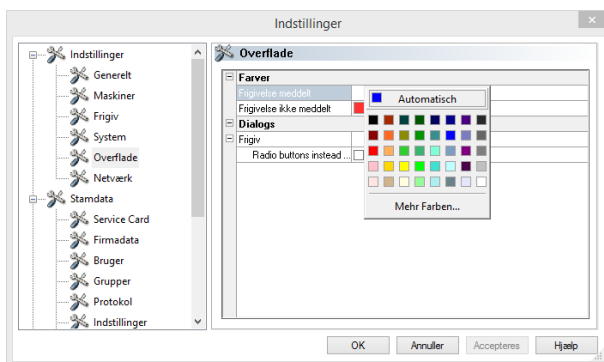 Indstillinger
Indstillinger
Generelt
Maskiner
Frigiv
System
Overflade
Netværk
Stamdata
Service Card
Firmadata
Bruger
Grupper
Protokol
Indstillinger
Overflade
Farver
Frigivelse meddelt
Frigivelse ikke meddelt
Dialogs
Frigiv
Radio buttons instead ...
Automatisch
Mehr Farben...
OK
Annuller
Accepteres
Hjælp